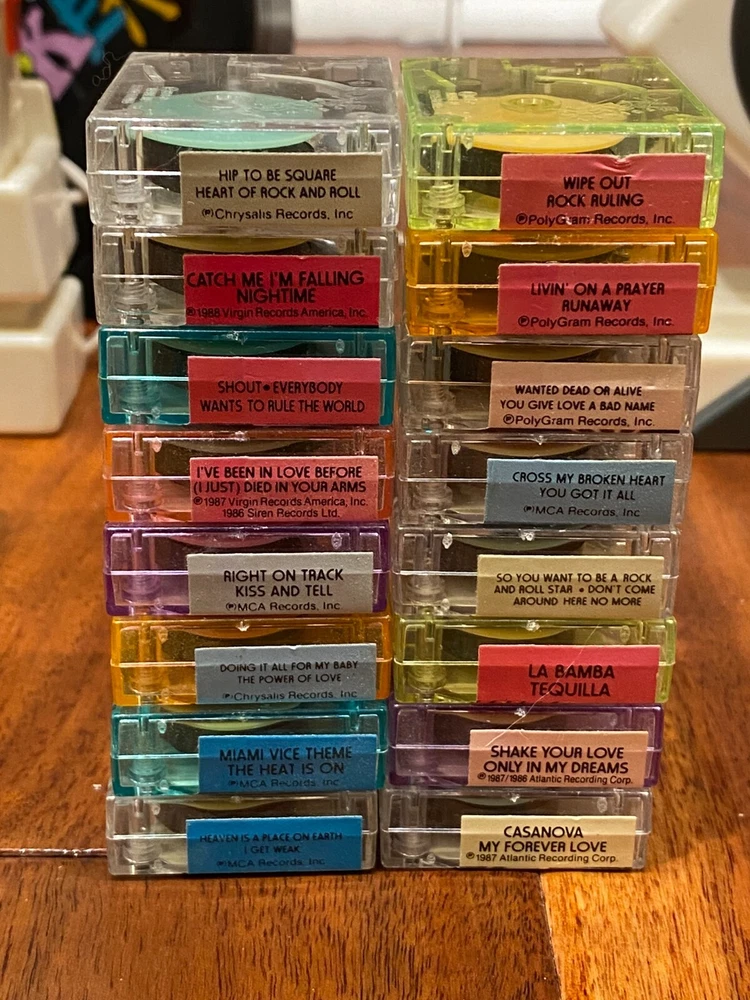 HIP TO BE SQUARE
HEART OF ROCK AND ROLL
℗Chrysalis Records, Inc
CATCH ME I'M FALLING
NIGHTIME
℗1988 Virgin Records America, Inc.
SHOUT • EVERYBODY
WANTS TO RULE THE WORLD
I'VE BEEN IN LOVE BEFORE
(I JUST) DIED IN YOUR ARMS
℗1987 Virgin Records America, Inc.
1986 Siren Records Ltd.
RIGHT ON TRACK
KISS AND TELL
℗MCA Records, Inc
DOING IT ALL FOR MY BABY
THE POWER OF LOVE
℗Chrysalis Records, Inc
MIAMI VICE THEME
THE HEAT IS ON
℗MCA Records, Inc
HEAVEN IS A PEACE ON EARTH
I GET WEAK
℗MCA Records, Inc
WIPE OUT
ROCK RULING
℗PolyGram Records, Inc.
LIVIN' ON A PRAYER
RUNAWAY
℗PolyGram Records, Inc.
WANTED DEAD OR ALIVE
YOU GIVE LOVE A BAD NAME
℗PolyGram Records, Inc.
CROSS MY BROKEN HEART
YOU GOT IT ALL
℗MCA Records, Inc
SO YOU WANT TO BE A ROCK
AND ROLL STAR • DON'T COME
AROUND HERE NO MORE
LA BAMBA
TEQUILLA
SHAKE YOUR LOVE
ONLY IN MY DREAMS
℗1987/1986 Atlantic Recording Corp.
CASANOVA
MY FOREVER LOVE
℗1987 Atlantic Recording Corp.